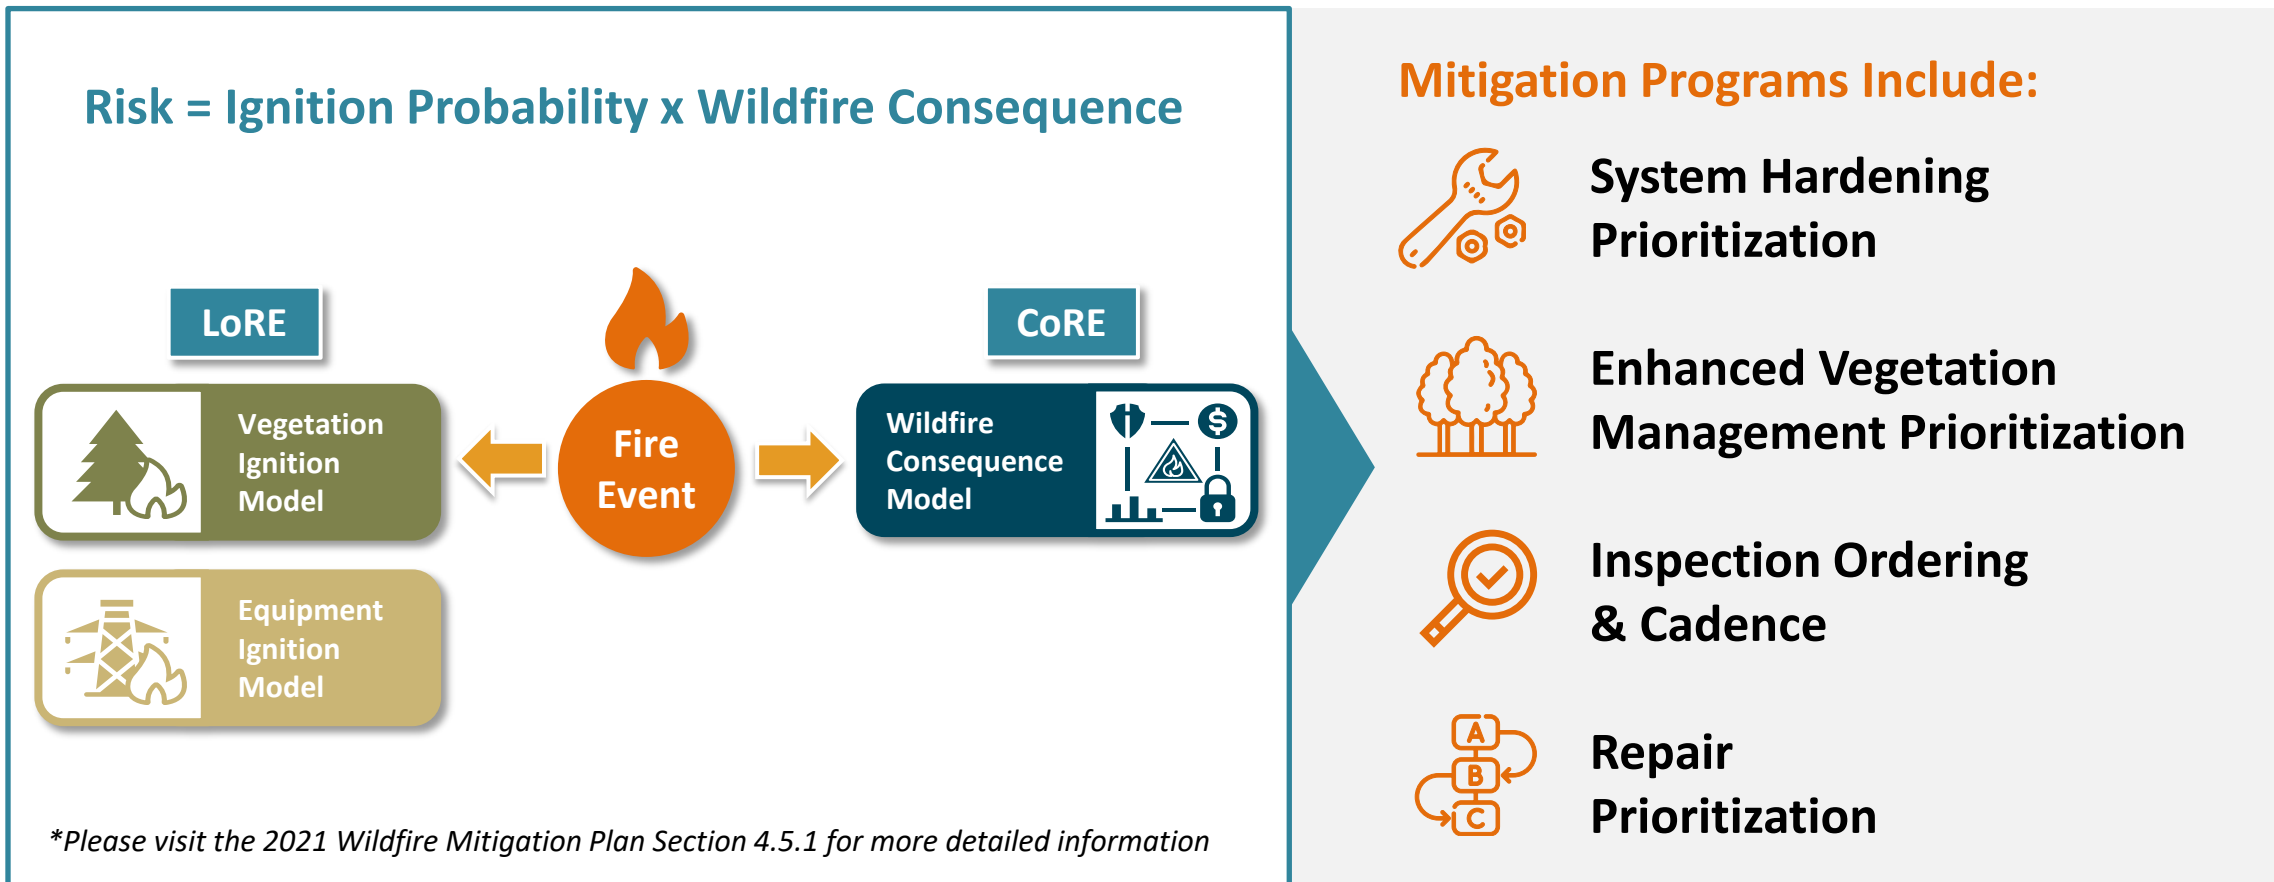 Risk = Ignition Probability x Wildfire Consequence
LoRE
Vegetation
Ignition
Model
Equipment
Ignition
Model
Fire
Event
CoRE
Wildfire
Consequence
Model
$
*Please visit the 2021 Wildfire Mitigation Plan Section 4.5.1 for more detailed information
Mitigation Programs Include:
System Hardening
Prioritization
Enhanced Vegetation
Management Prioritization
Inspection Ordering
& Cadence
A
B
C
Repair
Prioritization